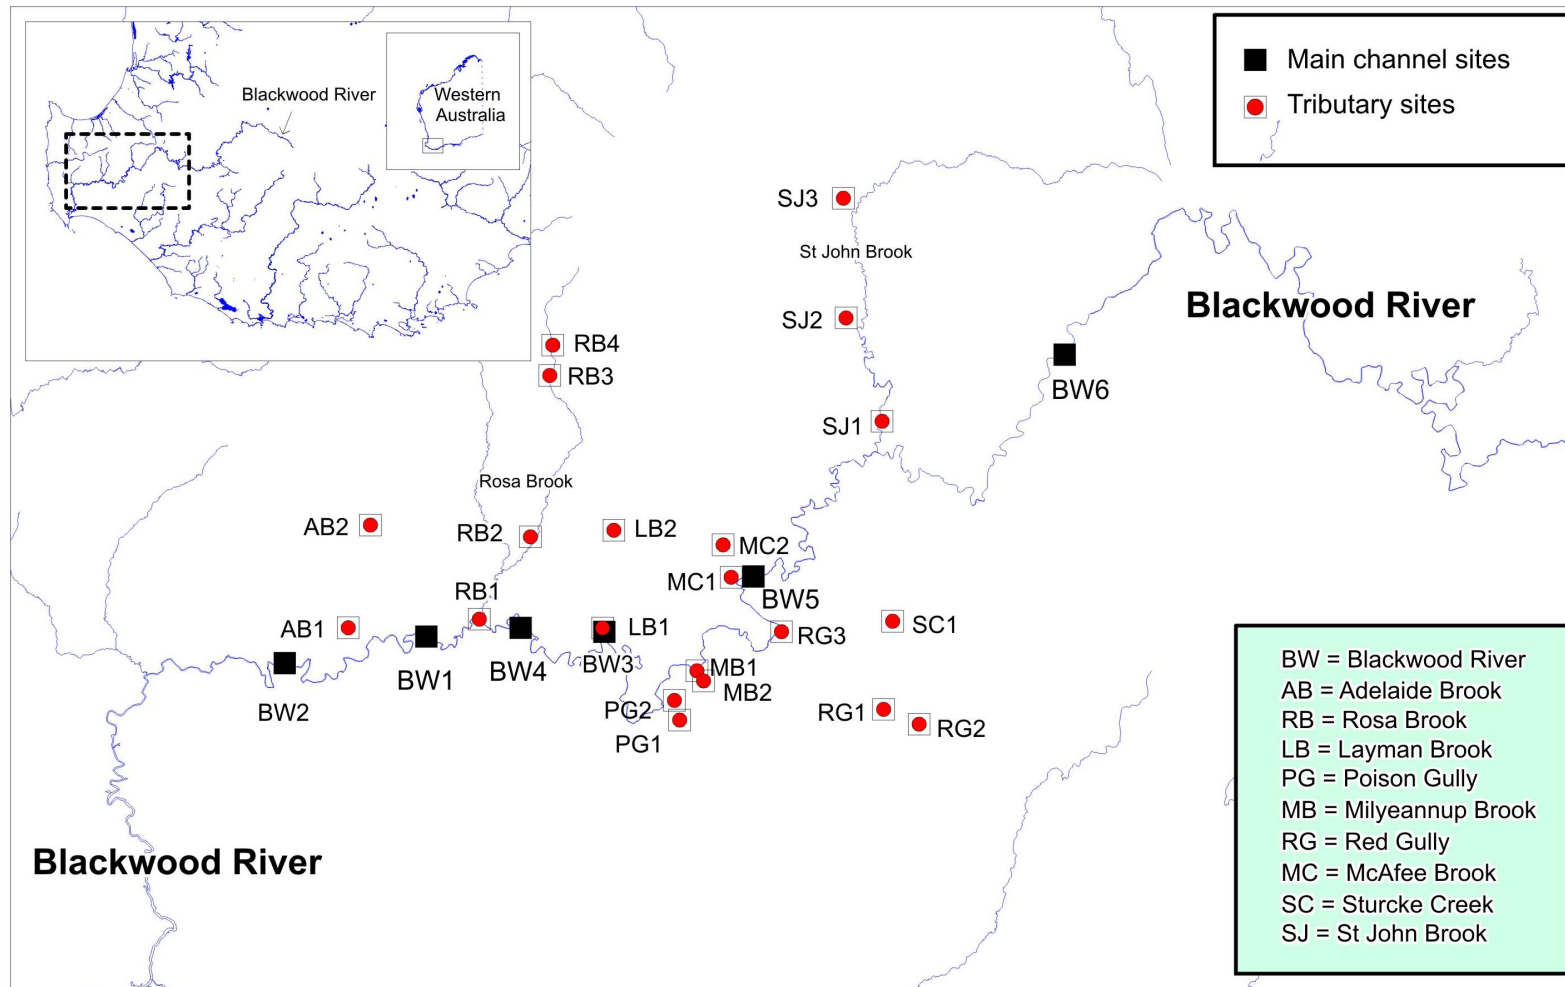 Blackwood River
Western
Australia
Main channel sites
Tributary sites
SJ3
St John Brook
Blackwood River
SJ2
RB4
RB3
BW6
SJ1
Rosa Brook
AB2
RB2
LB2
MC2
MC1
BW5
RB1
AB1
LB1
RG3
SC1
BW1
BW4
BW3
MB1
MB2
BW2
PG2
PG1
RG1
RG2
BW = Blackwood River
AB = Adelaide Brook
RB = Rosa Brook
LB = Layman Brook
PG = Poison Gully
MB = Milyeannup Brook
RG = Red Gully
MC = McAfee Brook
SC = Sturcke Creek
SJ = St John Brook
Blackwood River